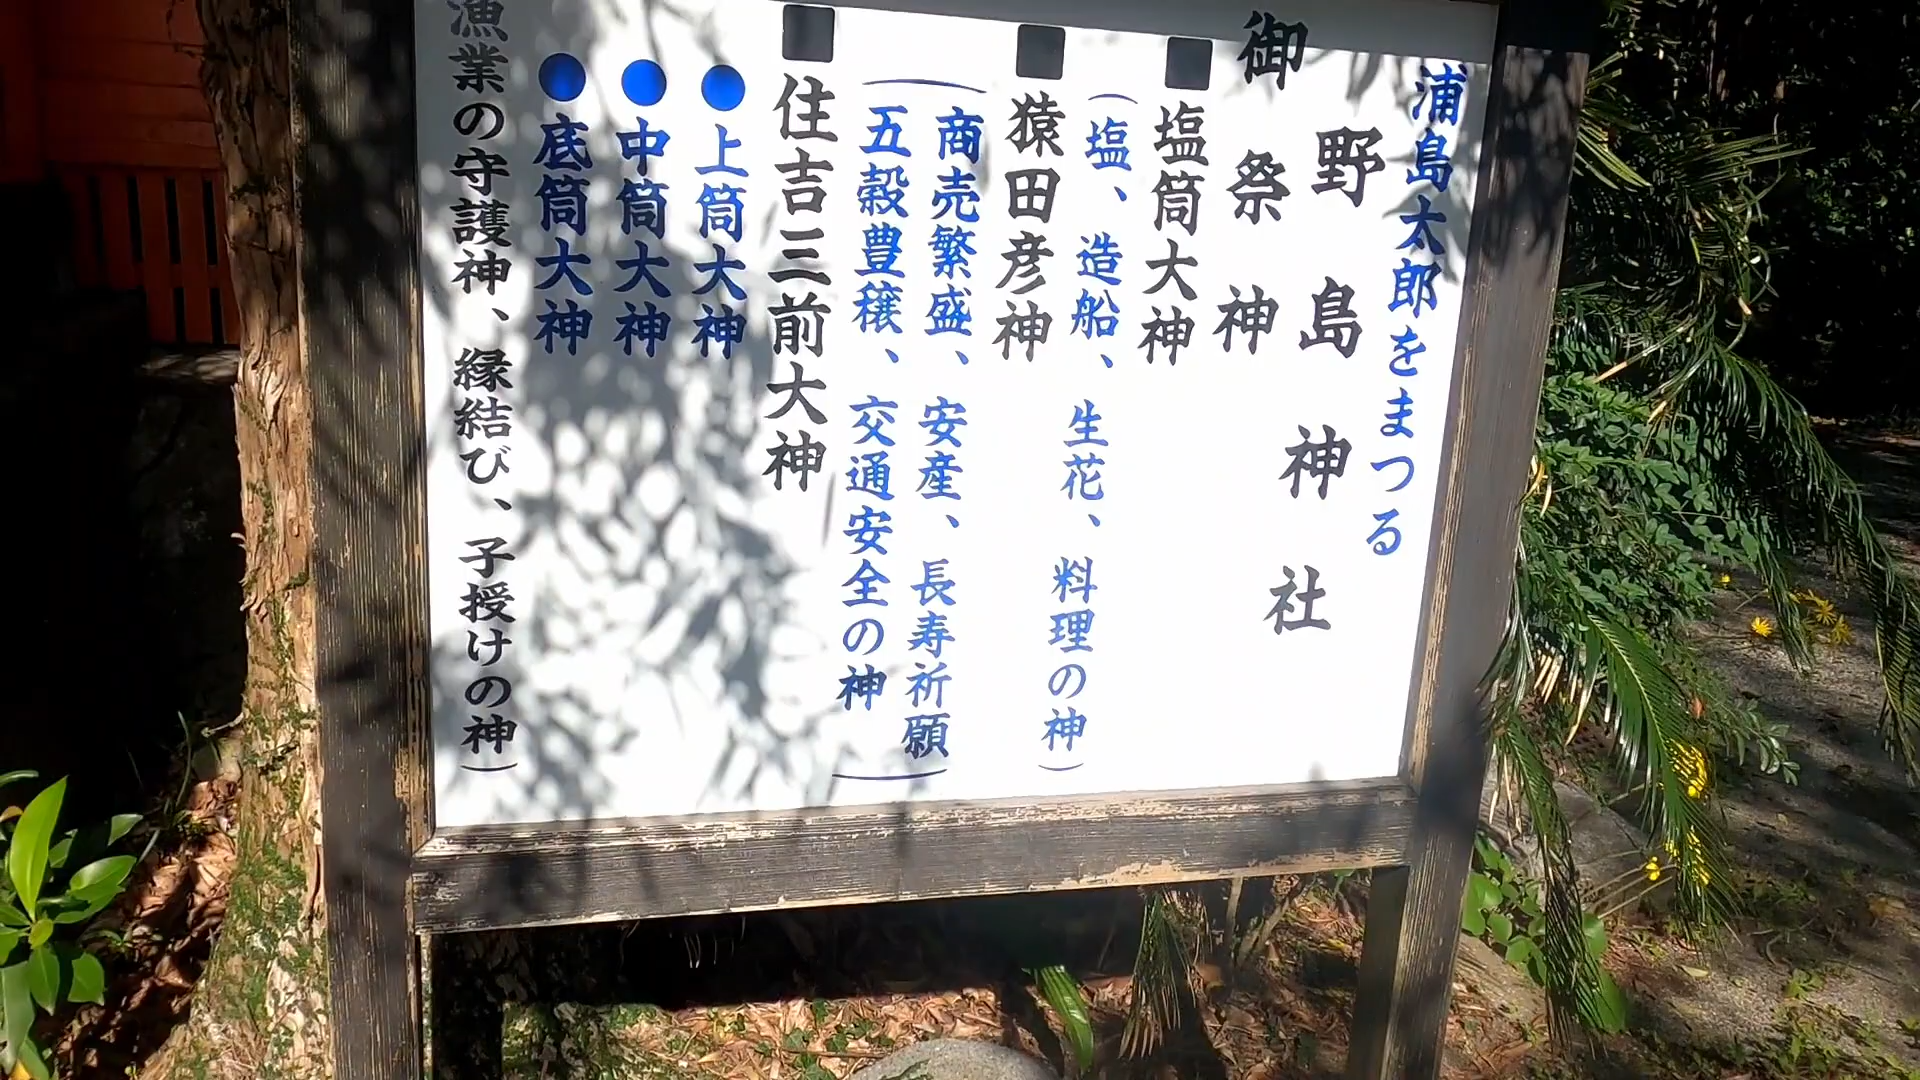 浦島太郎をまつる
野島神社
御祭神
■塩筒大神
（塩、造船、生花、料理の神）
■猿田彦神
（商売繁盛、安産、長寿祈願
五穀豊穣、交通安全の神）
■住吉三前大神
●上筒大神
●中筒大神
●底筒大神
漁業の守護神、縁結び、子授けの神）